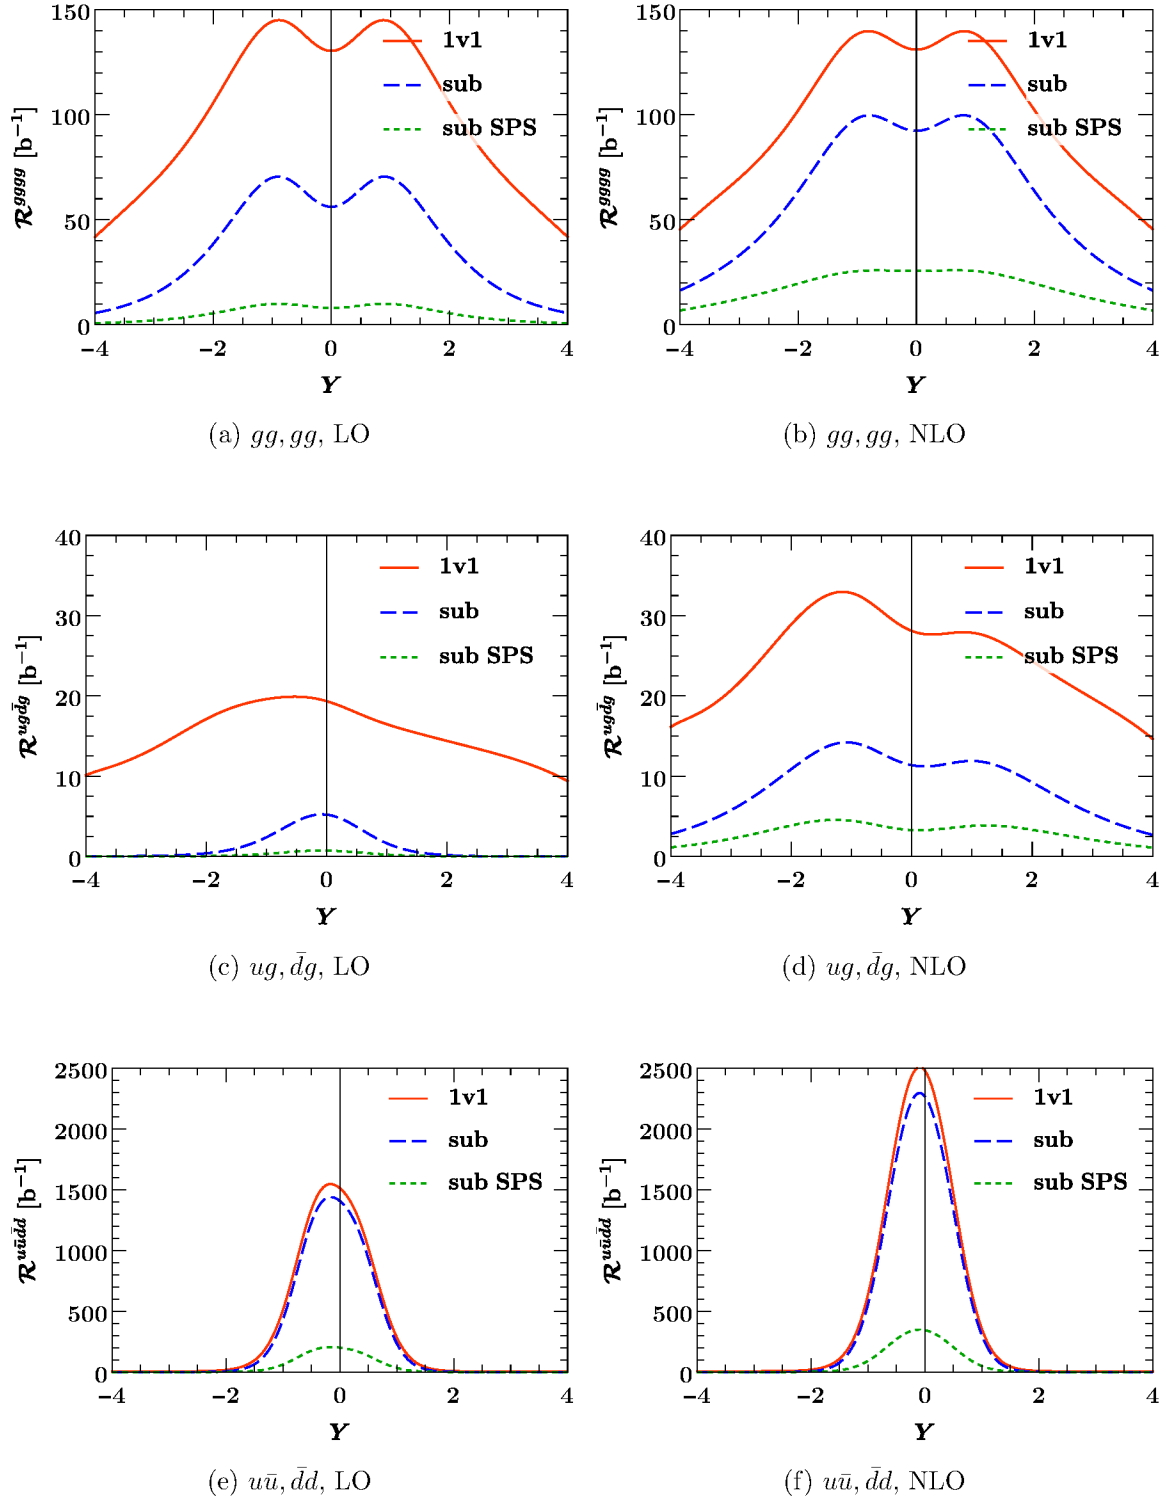 150
100
50
0
R^{gggg} [b^{-1}]
1v1
sub
sub SPS
−4 −2 0 2 4
Y
(a) gg, gg, LO
150
100
50
0
R^{gggg} [b^{-1}]
1v1
sub
sub SPS
−4 −2 0 2 4
Y
(b) gg, gg, NLO
40
30
20
10
0
R^{ugd̄g} [b^{-1}]
1v1
sub
sub SPS
−4 −2 0 2 4
Y
(c) ug, d̄g, LO
40
30
20
10
0
R^{ugd̄g} [b^{-1}]
1v1
sub
sub SPS
−4 −2 0 2 4
Y
(d) ug, d̄g, NLO
2500
2000
1500
1000
500
0
R^{uūd̄d} [b^{-1}]
1v1
sub
sub SPS
−4 −2 0 2 4
Y
(e) uū, d̄d, LO
2500
2000
1500
1000
500
0
R^{uūd̄d} [b^{-1}]
1v1
sub
sub SPS
−4 −2 0 2 4
Y
(f) uū, d̄d, NLO